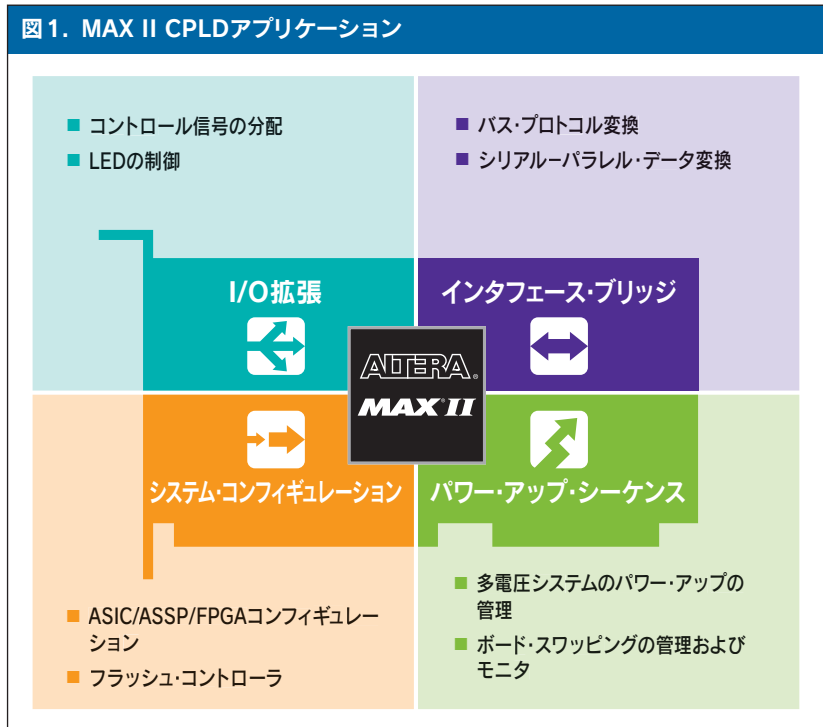 図1. MAX II CPLDアプリケーション
■ コントロール信号の分配
■ LEDの制御
■ バス・プロトコル変換
■ シリアルーパラレル・データ変換
I/O拡張
インタフェース・ブリッジ
ALTERA.
MAX® II
システム・コンフィギュレーション
パワー・アップ・シーケンス
■ ASIC/ASSP/FPGAコンフィギュレー
ション
■ フラッシュ・コントローラ
■ 多電圧システムのパワー・アップの
管理
■ ボード・スワッピングの管理および
モニタ